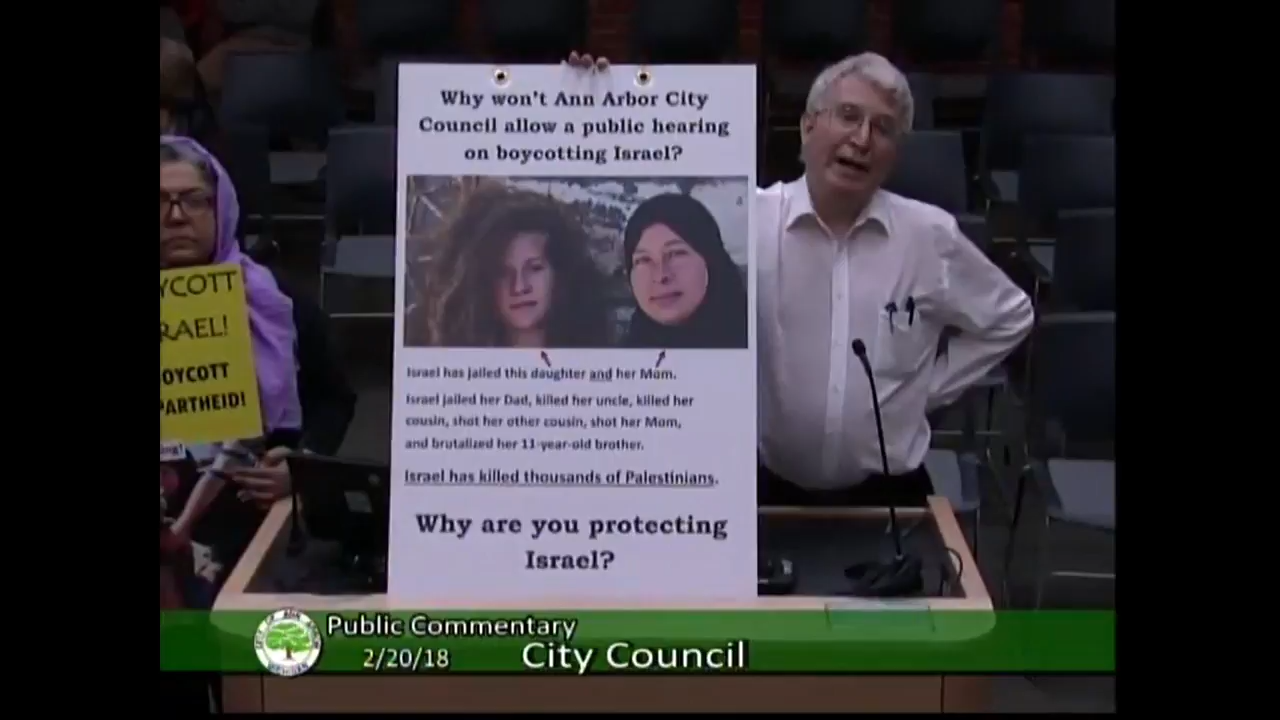 Why won't Ann Arbor City
Council allow a public hearing
on boycotting Israel?
Israel has jailed this daughter and her Mom.
Israel jailed her Dad, killed her uncle, killed her
cousin, shot her other cousin, shot her Mom,
and brutalized her 11-year-old brother.
Israel has killed thousands of Palestinians.
Why are you protecting
Israel?
YCOTT
RAEL!
OYCOTT
PARTHEID!
Public Commentary
2/20/18 City Council